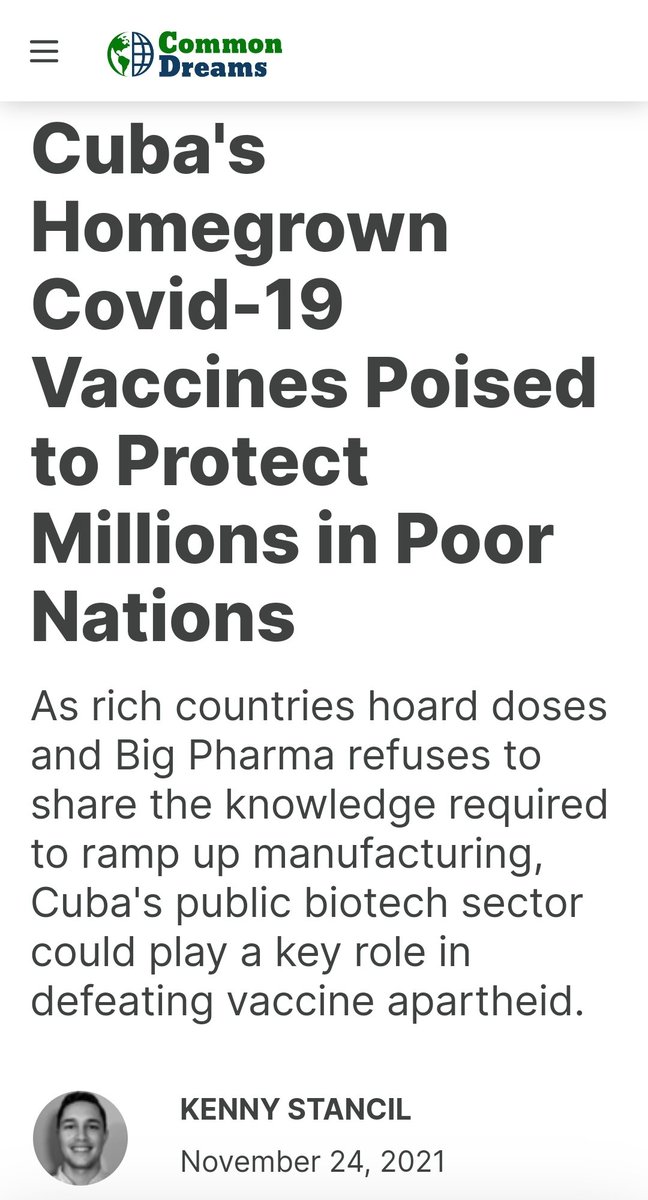 Common
Dreams
Cuba's
Homegrown
Covid-19
Vaccines Poised
to Protect
Millions in Poor
Nations
As rich countries hoard doses
and Big Pharma refuses to
share the knowledge required
to ramp up manufacturing,
Cuba's public biotech sector
could play a key role in
defeating vaccine apartheid.
KENNY STANCIL
November 24, 2021